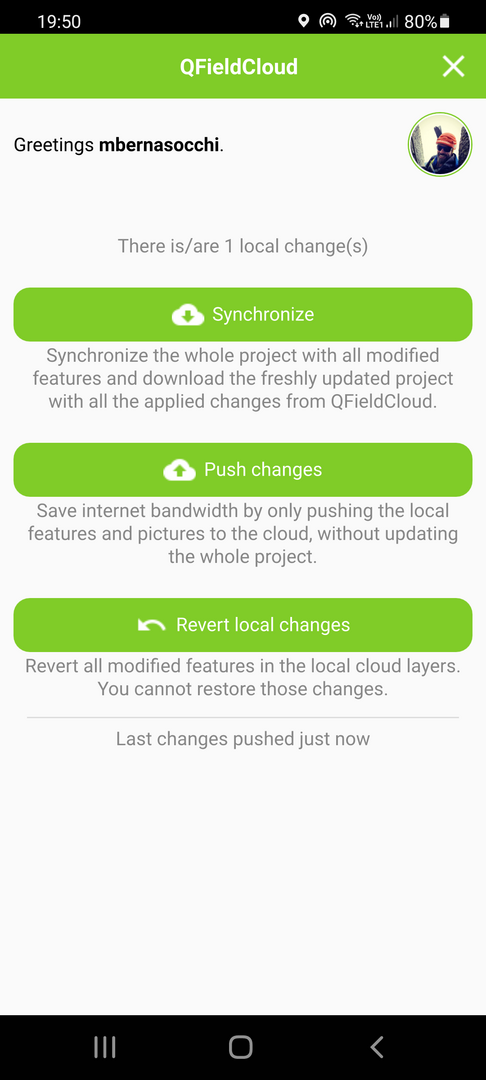 19:50
Vo)) LTE1 80%
QFieldCloud
Greetings mbernasocchi.
There is/are 1 local change(s)
Synchronize
Synchronize the whole project with all modified
features and download the freshly updated project
with all the applied changes from QFieldCloud.
Push changes
Save internet bandwidth by only pushing the local
features and pictures to the cloud, without updating
the whole project.
Revert local changes
Revert all modified features in the local cloud layers.
You cannot restore those changes.
Last changes pushed just now